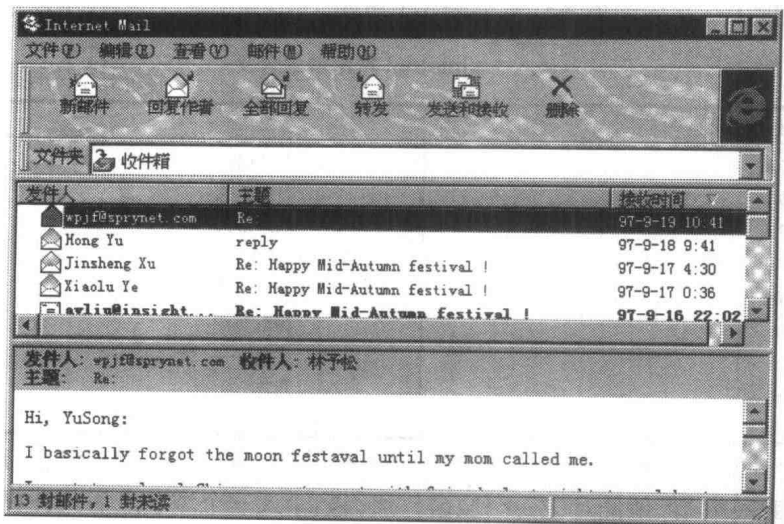 Internet Mail
文件(F) 编辑(E) 查看(V) 邮件(M) 帮助(H)
新邮件 回复作者 全部回复 转发 发送和接收 删除
文件夹 收件箱
发件人 主题 接收时间
wpjf@sprynet.com Re: 97-9-19 10:41
Hong Yu reply 97-9-18 9:41
Jinsheng Xu Re: Happy Mid-Autumn festival ! 97-9-17 4:30
Xiaolu Ye Re: Happy Mid-Autumn festival ! 97-9-17 0:36
avliu@insight... Re: Happy Mid-Autumn festival ! 97-9-16 22:02
发件人: wpjf@sprynet.com 收件人: 林予松
主题: Re:
Hi, YuSong:
I basically forgot the moon festaval until my mom called me.
13 封邮件，1 封未读